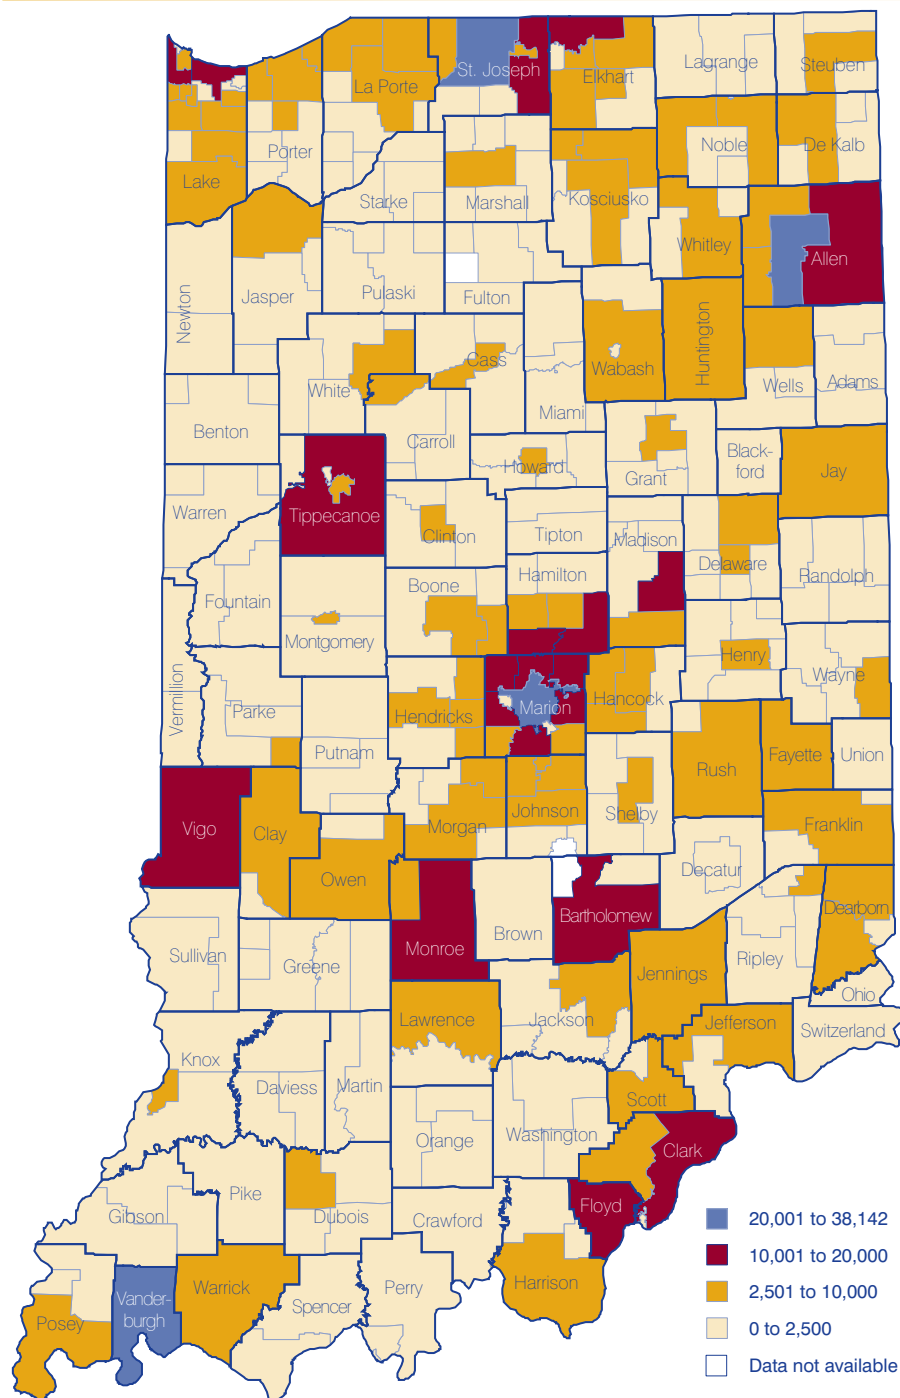 St. Joseph
Lagrange
Steuben
Elkhart
La Porte
Porter
Noble
De Kalb
Lake
Starke
Marshall
Kosciusko
Whitley
Allen
Newton
Jasper
Pulaski
Fulton
Huntington
White
Cass
Wabash
Wells
Adams
Miami
Benton
Carroll
Howard
Grant
Black-
ford
Jay
Warren
Tippecanoe
Clinton
Tipton
Madison
Delaware
Randolph
Hamilton
Boone
Fountain
Montgomery
Henry
Wayne
Vermillion
Parke
Hendricks
Marion
Hancock
Putnam
Rush
Fayette
Union
Vigo
Clay
Morgan
Johnson
Shelby
Franklin
Owen
Decatur
Dearborn
Monroe
Brown
Bartholomew
Sullivan
Greene
Jennings
Ripley
Ohio
Lawrence
Jackson
Jefferson
Switzerland
Knox
Daviess
Martin
Scott
Orange
Washington
Clark
Gibson
Pike
Dubois
Crawford
Floyd
Posey
Vander-
burgh
Warrick
Spencer
Perry
Harrison
20,001 to 38,142
10,001 to 20,000
2,501 to 10,000
0 to 2,500
Data not available